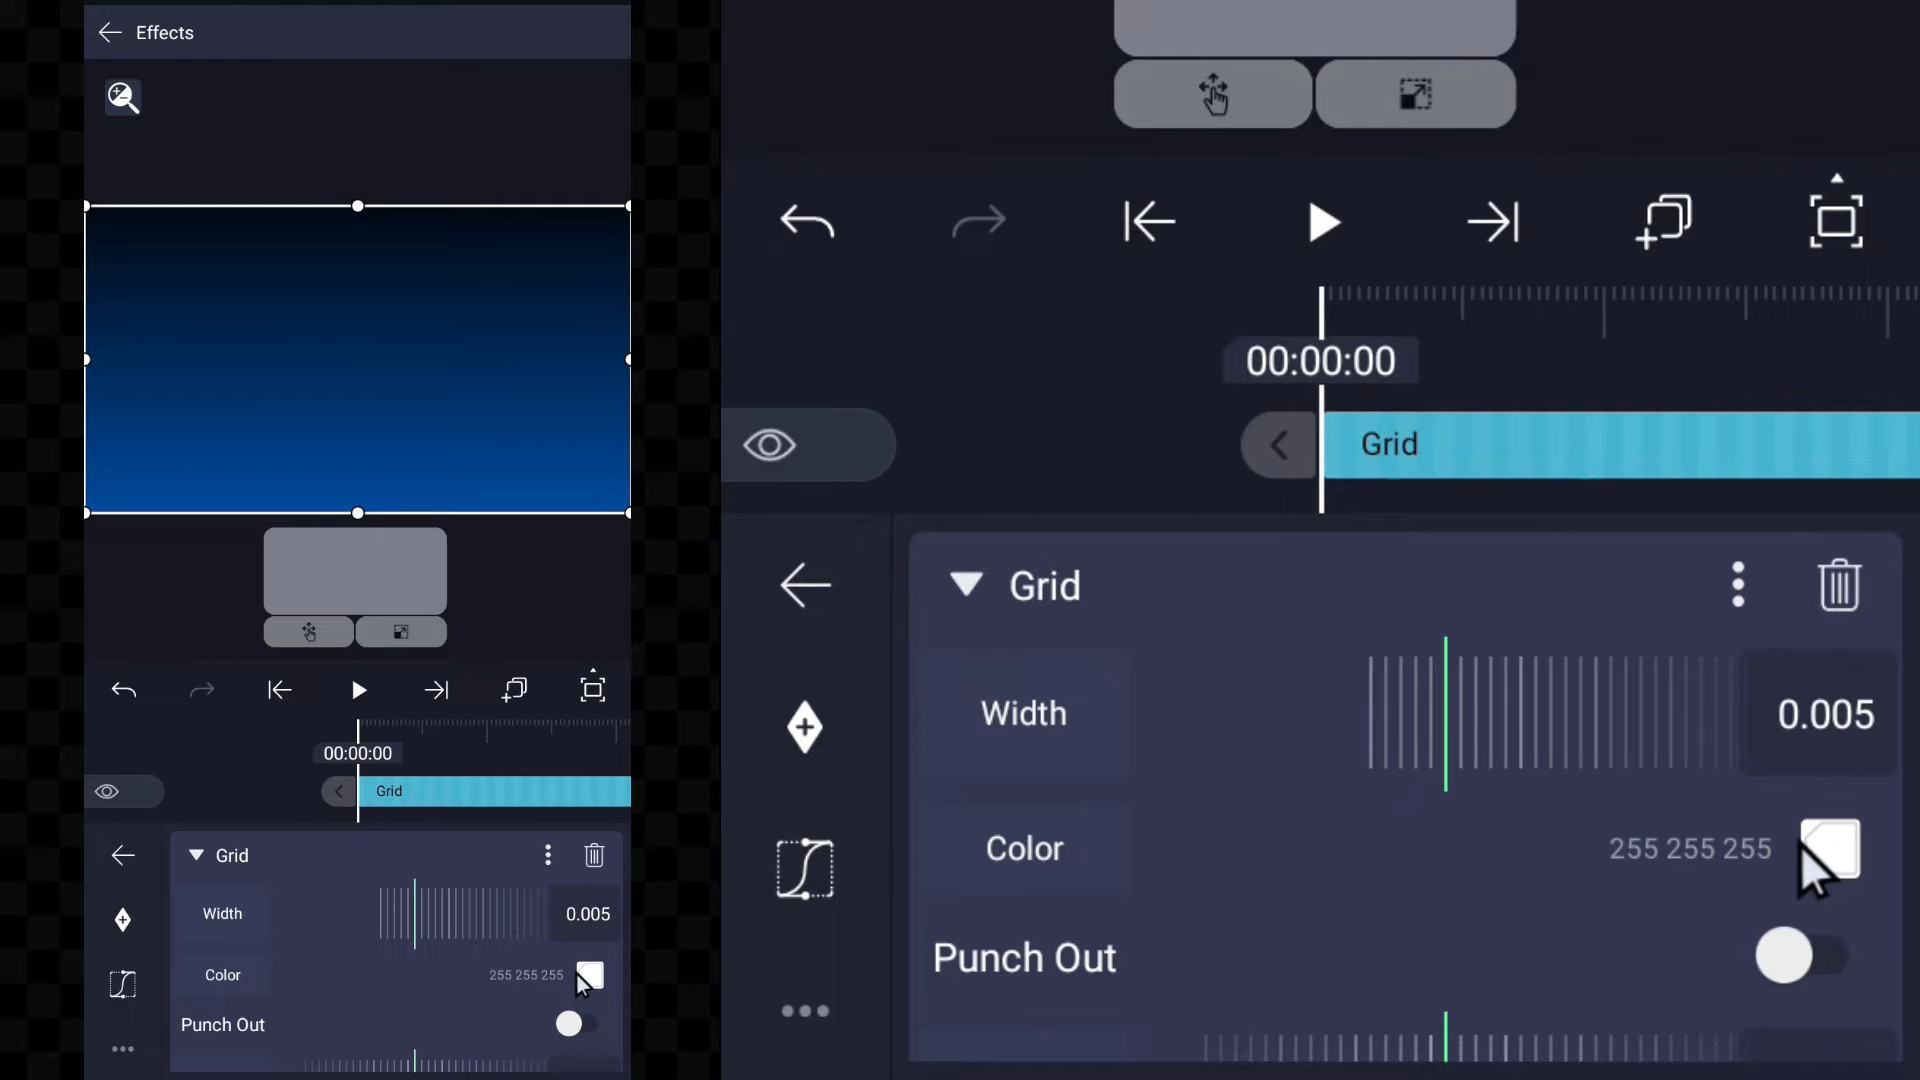 Effects
00:00:00
Grid
Grid
Width
0.005
Color
255 255 255
Punch Out
00:00:00
Grid
Grid
Width
0.005
Color
255 255 255
Punch Out